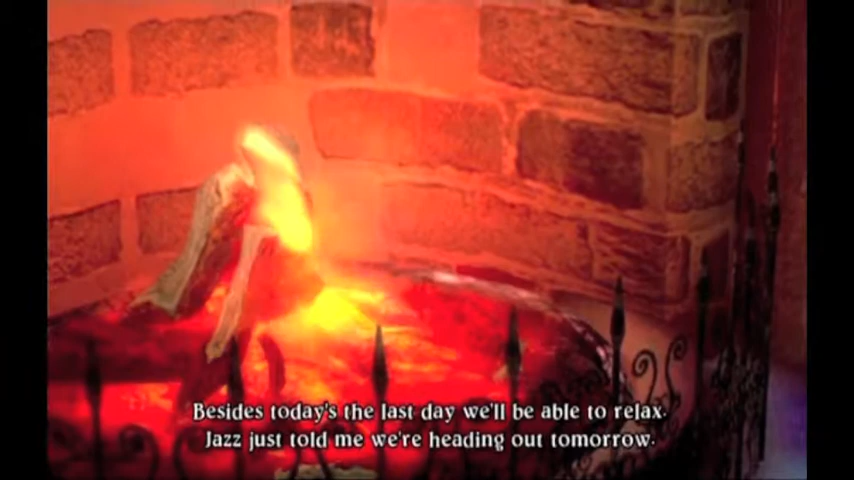 Besides today's the last day we'll be able to relax.
Jazz just told me we're heading out tomorrow.